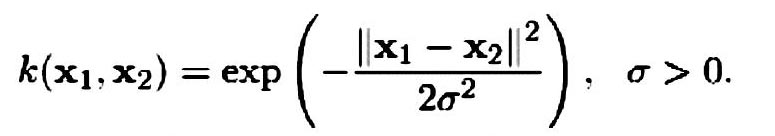 k(x₁, x₂) = exp ( − ‖x₁ − x₂‖² / 2σ² ) , σ > 0.